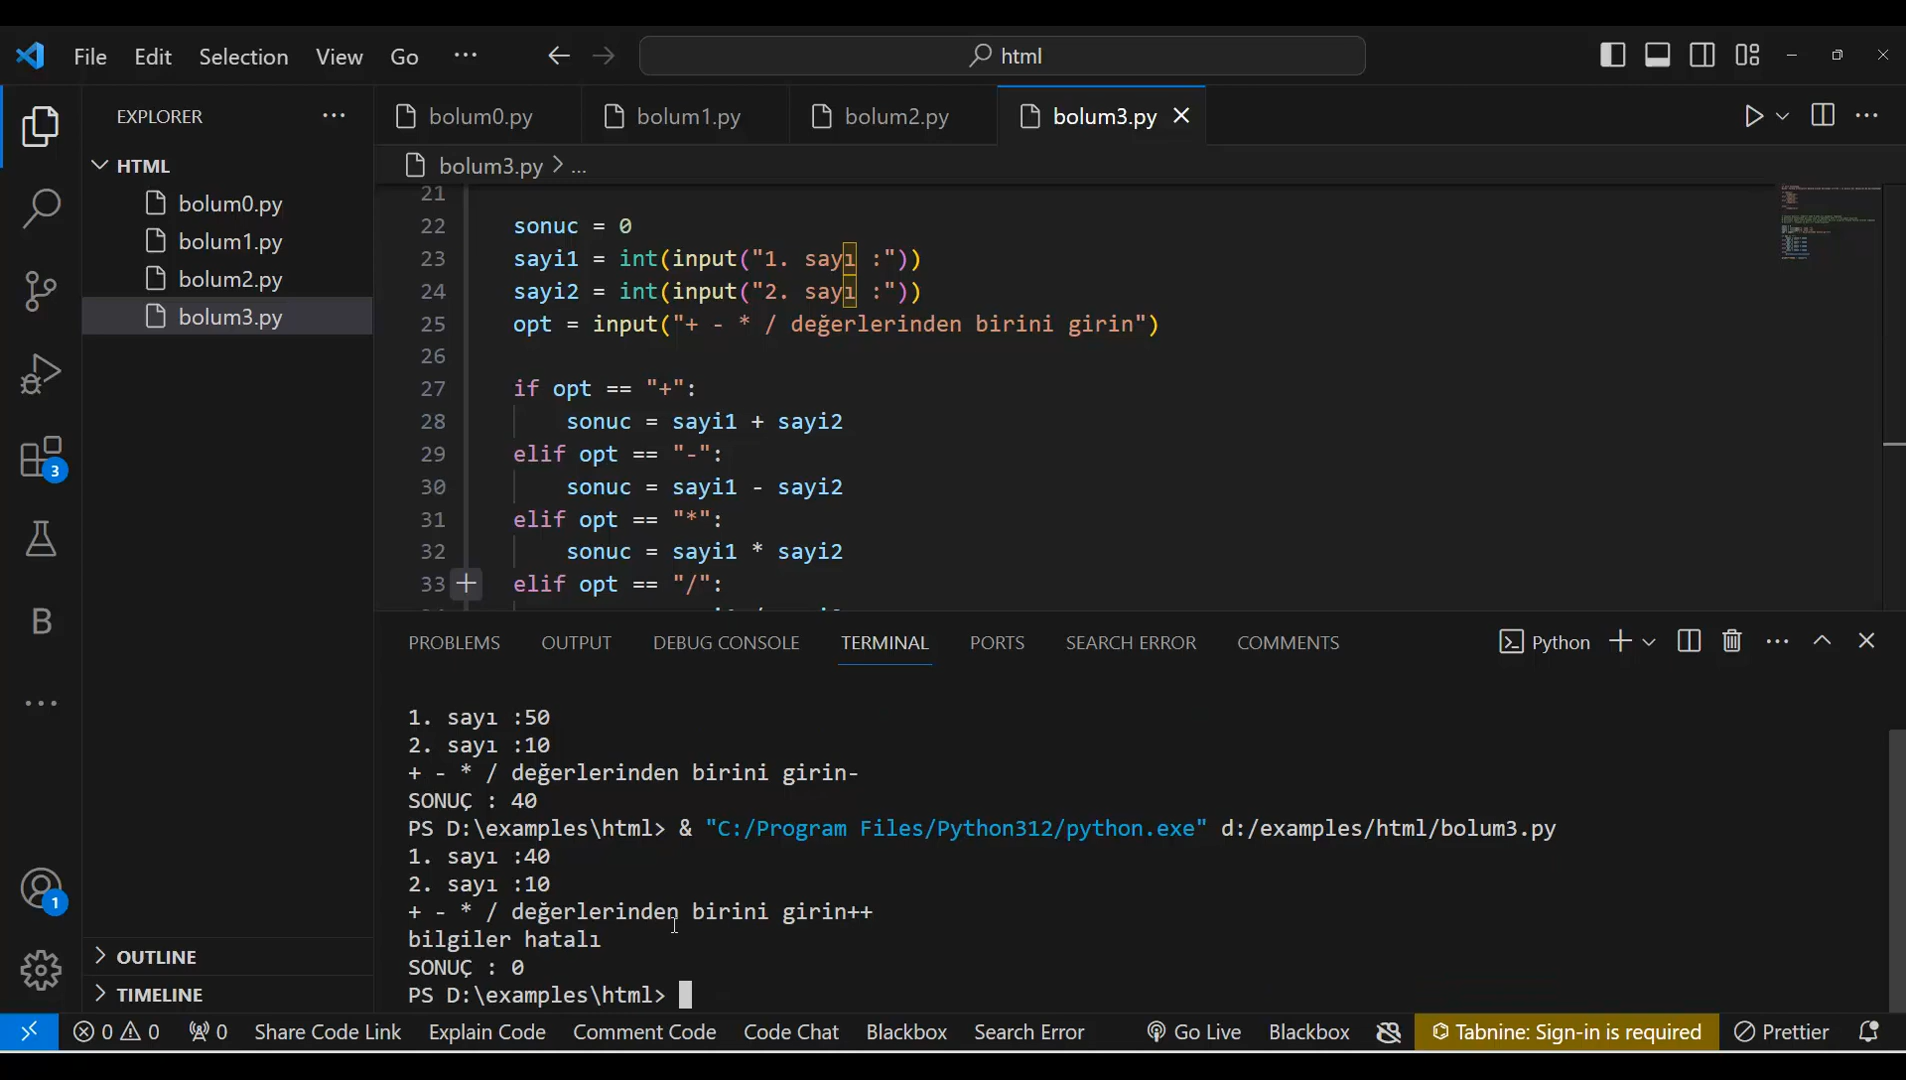 File Edit Selection View Go ··· html
EXPLORER ···
HTML
bolum0.py
bolum1.py
bolum2.py
bolum3.py
OUTLINE
TIMELINE
3
B
1
bolum0.py bolum1.py bolum2.py bolum3.py
bolum3.py > ...
21
22 sonuc = 0
23 sayi1 = int(input("1. sayı :"))
24 sayi2 = int(input("2. sayı :"))
25 opt = input("+ - * / değerlerinden birini girin")
26
27 if opt == "+":
28 sonuc = sayi1 + sayi2
29 elif opt == "-":
30 sonuc = sayi1 - sayi2
31 elif opt == "*":
32 sonuc = sayi1 * sayi2
33 elif opt == "/":
PROBLEMS OUTPUT DEBUG CONSOLE TERMINAL PORTS SEARCH ERROR COMMENTS Python
1. sayı :50
2. sayı :10
+ - * / değerlerinden birini girin-
SONUÇ : 40
PS D:\examples\html> & "C:/Program Files/Python312/python.exe" d:/examples/html/bolum3.py
1. sayı :40
2. sayı :10
+ - * / değerlerinden birini girin++
bilgiler hatalı
SONUÇ : 0
PS D:\examples\html>
0 0 0 Share Code Link Explain Code Comment Code Code Chat Blackbox Search Error Go Live Blackbox Tabnine: Sign-in is required Prettier